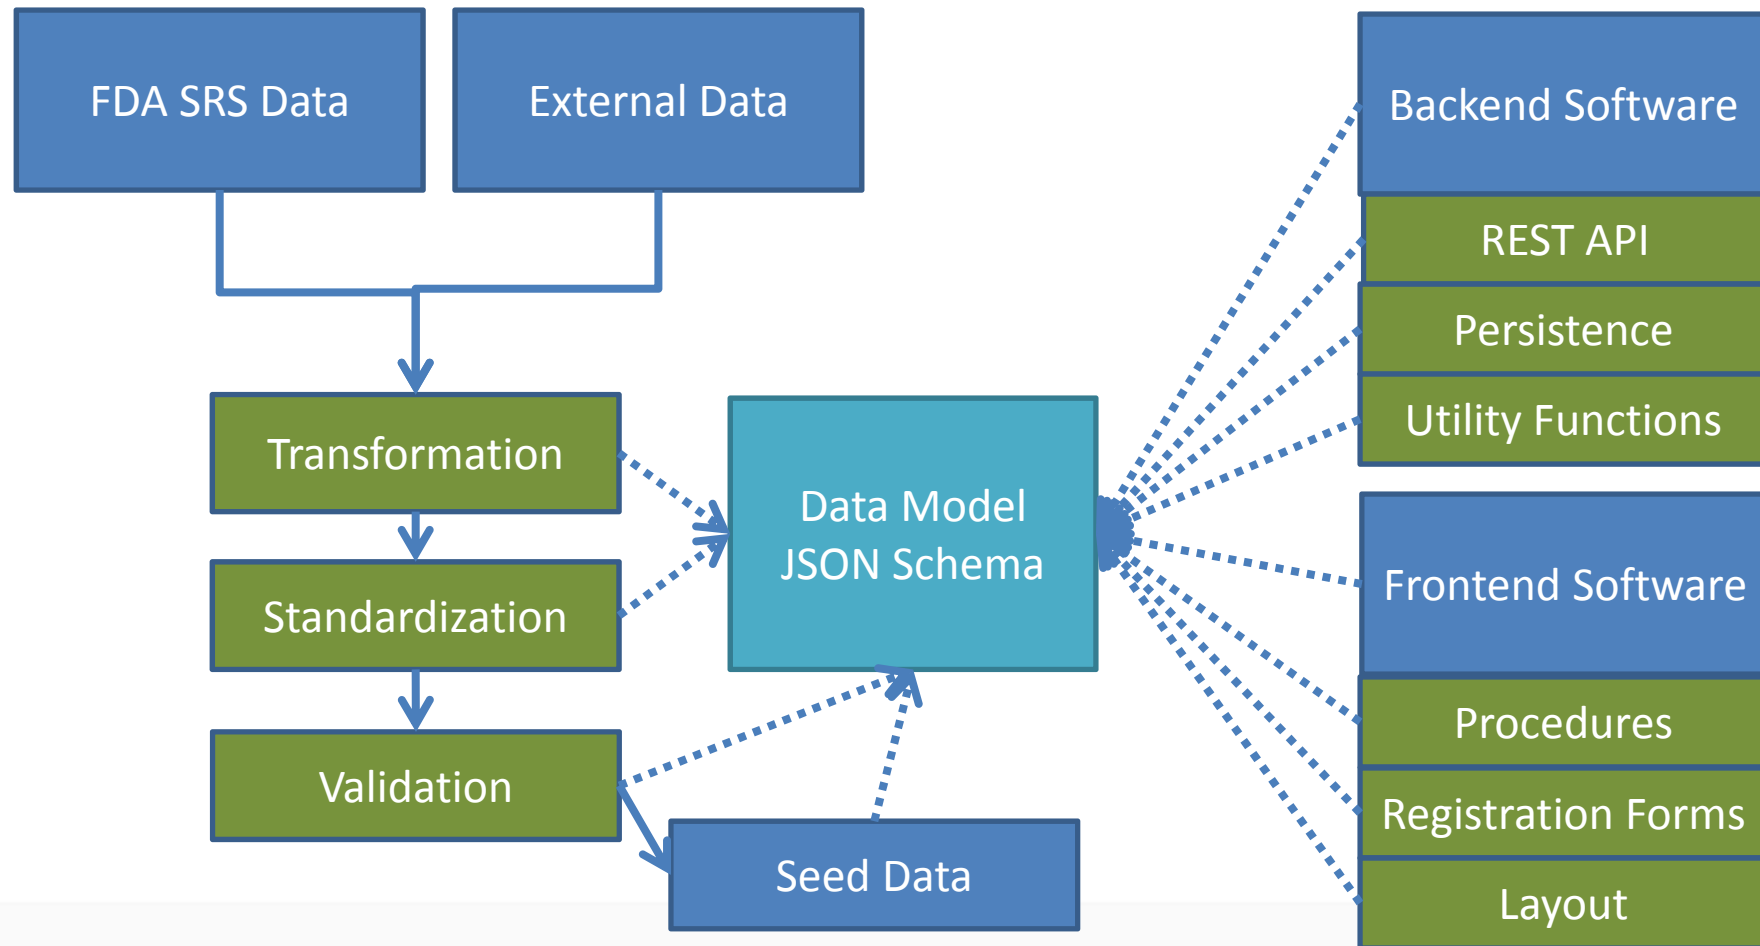 FDA SRS Data
External Data
Transformation
Standardization
Validation
Data Model
JSON Schema
Seed Data
Backend Software
REST API
Persistence
Utility Functions
Frontend Software
Procedures
Registration Forms
Layout